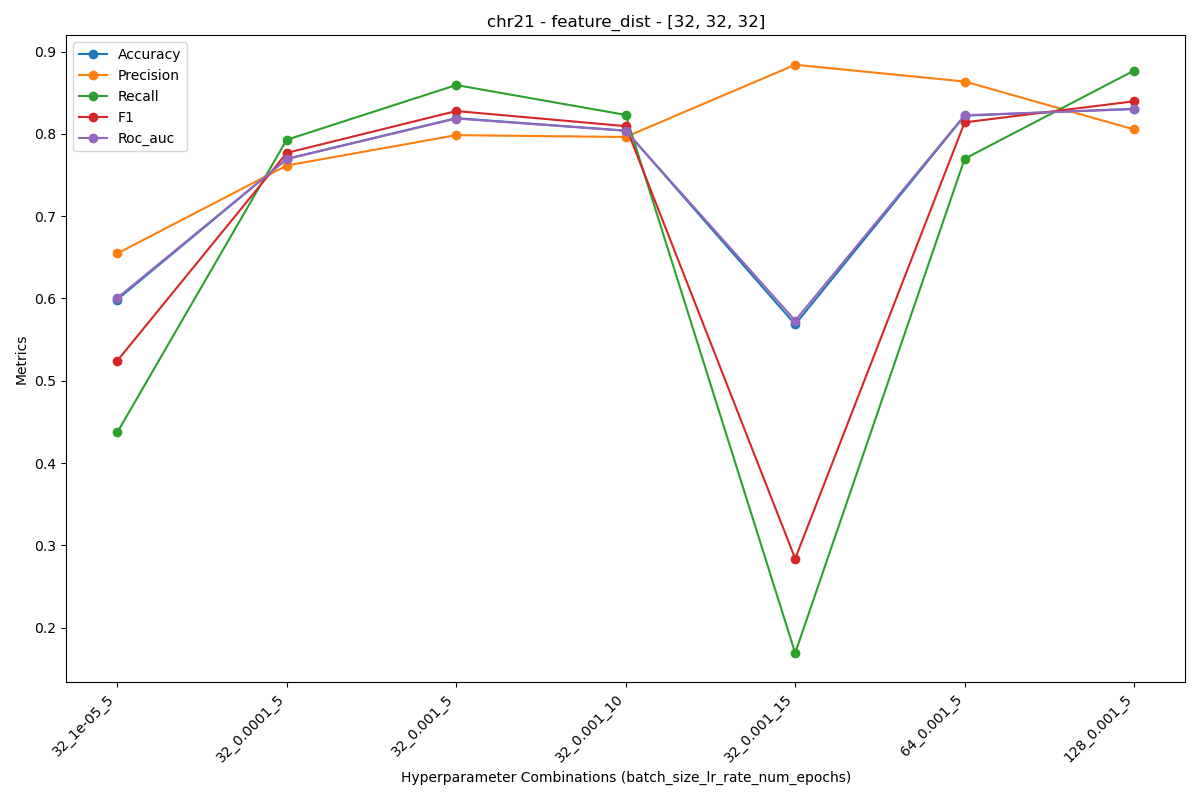 chr21 - feature_dist - [32, 32, 32]
Accuracy
Precision
Recall
F1
Roc_auc
0.9
0.8
0.7
0.6
0.5
0.4
0.3
0.2
Metrics
32_1e-05_5
32_0.0001_5
32_0.001_5
32_0.001_10
32_0.001_15
64_0.001_5
128_0.001_5
Hyperparameter Combinations (batch_size_lr_rate_num_epochs)